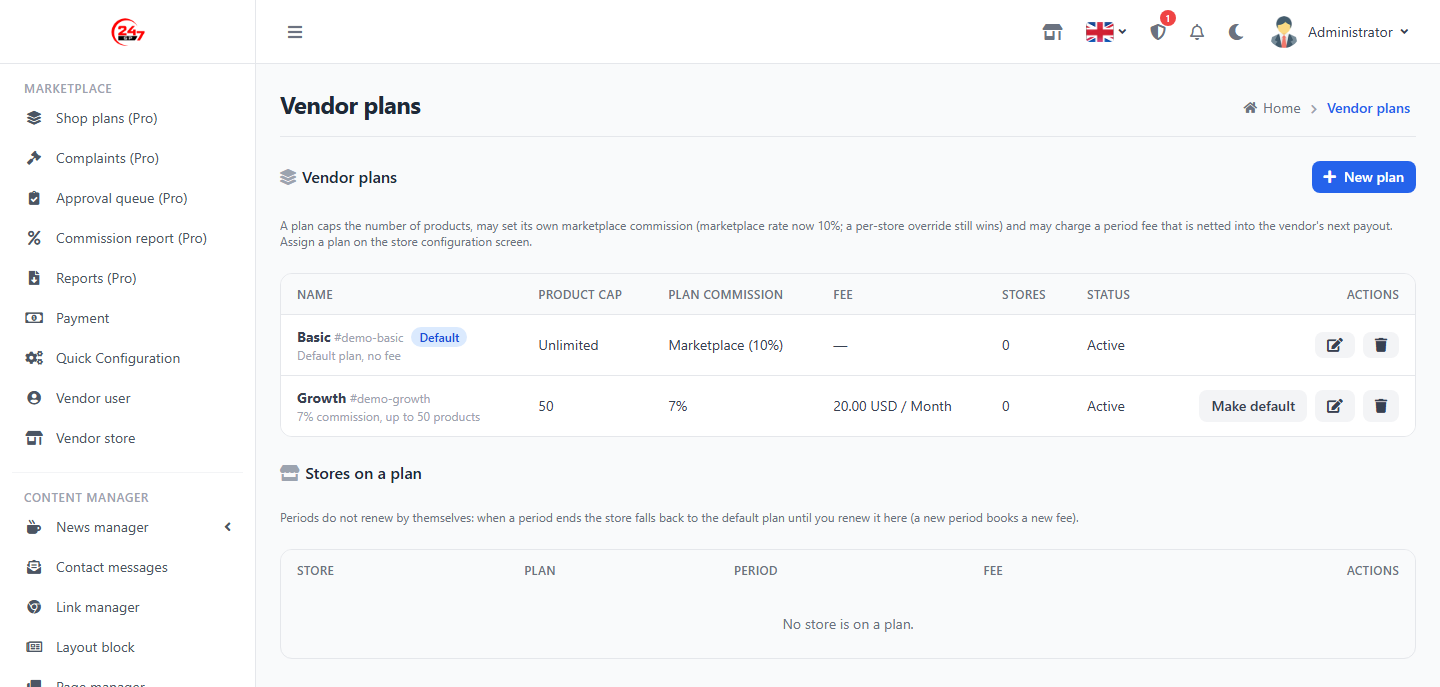 247
1
Administrator
MARKETPLACE
Shop plans (Pro)
Complaints (Pro)
Approval queue (Pro)
Commission report (Pro)
Reports (Pro)
Payment
Quick Configuration
Vendor user
Vendor store
CONTENT MANAGER
News manager
Contact messages
Link manager
Layout block
Page manager
Vendor plans
Home
Vendor plans
Vendor plans
New plan
A plan caps the number of products, may set its own marketplace commission (marketplace rate now 10%; a per-store override still wins) and may charge a period fee that is netted into the vendor's next payout.
Assign a plan on the store configuration screen.
NAME PRODUCT CAP PLAN COMMISSION FEE STORES STATUS ACTIONS
Basic #demo-basic Default
Default plan, no fee
Unlimited Marketplace (10%) — 0 Active
Growth #demo-growth
7% commission, up to 50 products
50 7% 20.00 USD / Month 0 Active Make default
Stores on a plan
Periods do not renew by themselves: when a period ends the store falls back to the default plan until you renew it here (a new period books a new fee).
STORE PLAN PERIOD FEE ACTIONS
No store is on a plan.